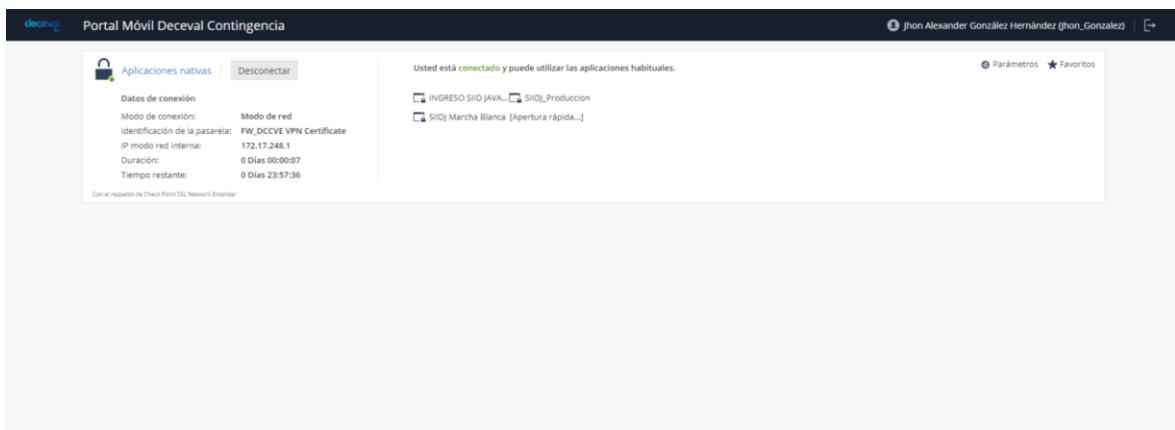 deceval Portal Móvil Deceval Contingencia Jhon Alexander González Hernández (Jhon_Gonzalez)
Aplicaciones nativas Desconectar
Usted está conectado y puede utilizar las aplicaciones habituales.
Parámetros Favoritos
Datos de conexión
Modo de conexión: Modo de red
Identificación de la pasarela: FW_DCCVE VPN Certificate
IP modo red interna: 172.17.248.1
Duración: 0 Días 00:00:07
Tiempo restante: 0 Días 23:57:36
Con el respaldo de Check Point SSL Network Extender
INGRESO SIID JAVA... SIIDJ_Produccion
SIIDJ Marcha Blanca [Apertura rápida...]